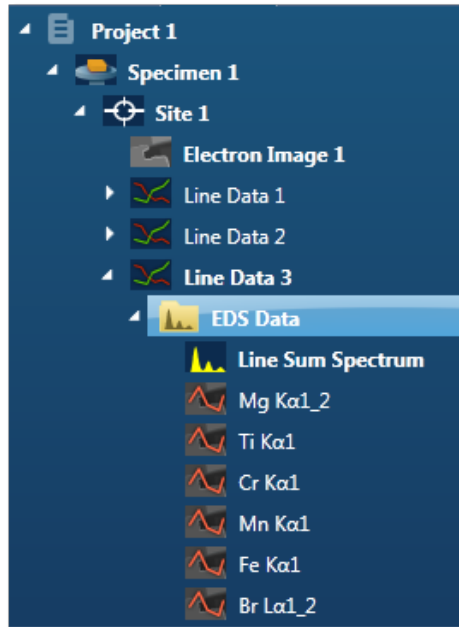 Project 1
Specimen 1
Site 1
Electron Image 1
Line Data 1
Line Data 2
Line Data 3
EDS Data
Line Sum Spectrum
Mg Kα1_2
Ti Kα1
Cr Kα1
Mn Kα1
Fe Kα1
Br Lα1_2